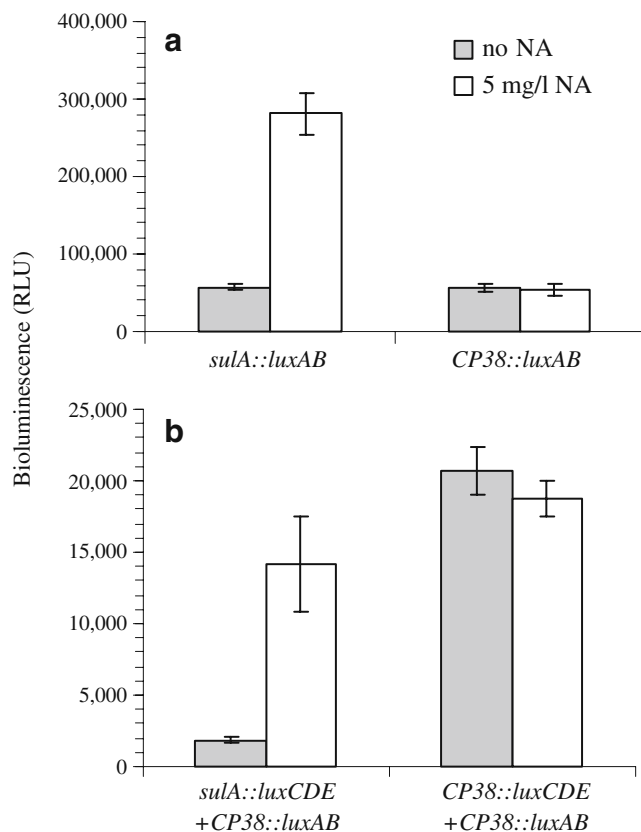 Bioluminescence (RLU)
a
no NA
5 mg/l NA
400,000
300,000
200,000
100,000
0
sulA::luxAB
CP38::luxAB
b
25,000
20,000
15,000
10,000
5,000
0
sulA::luxCDE
+CP38::luxAB
CP38::luxCDE
+CP38::luxAB